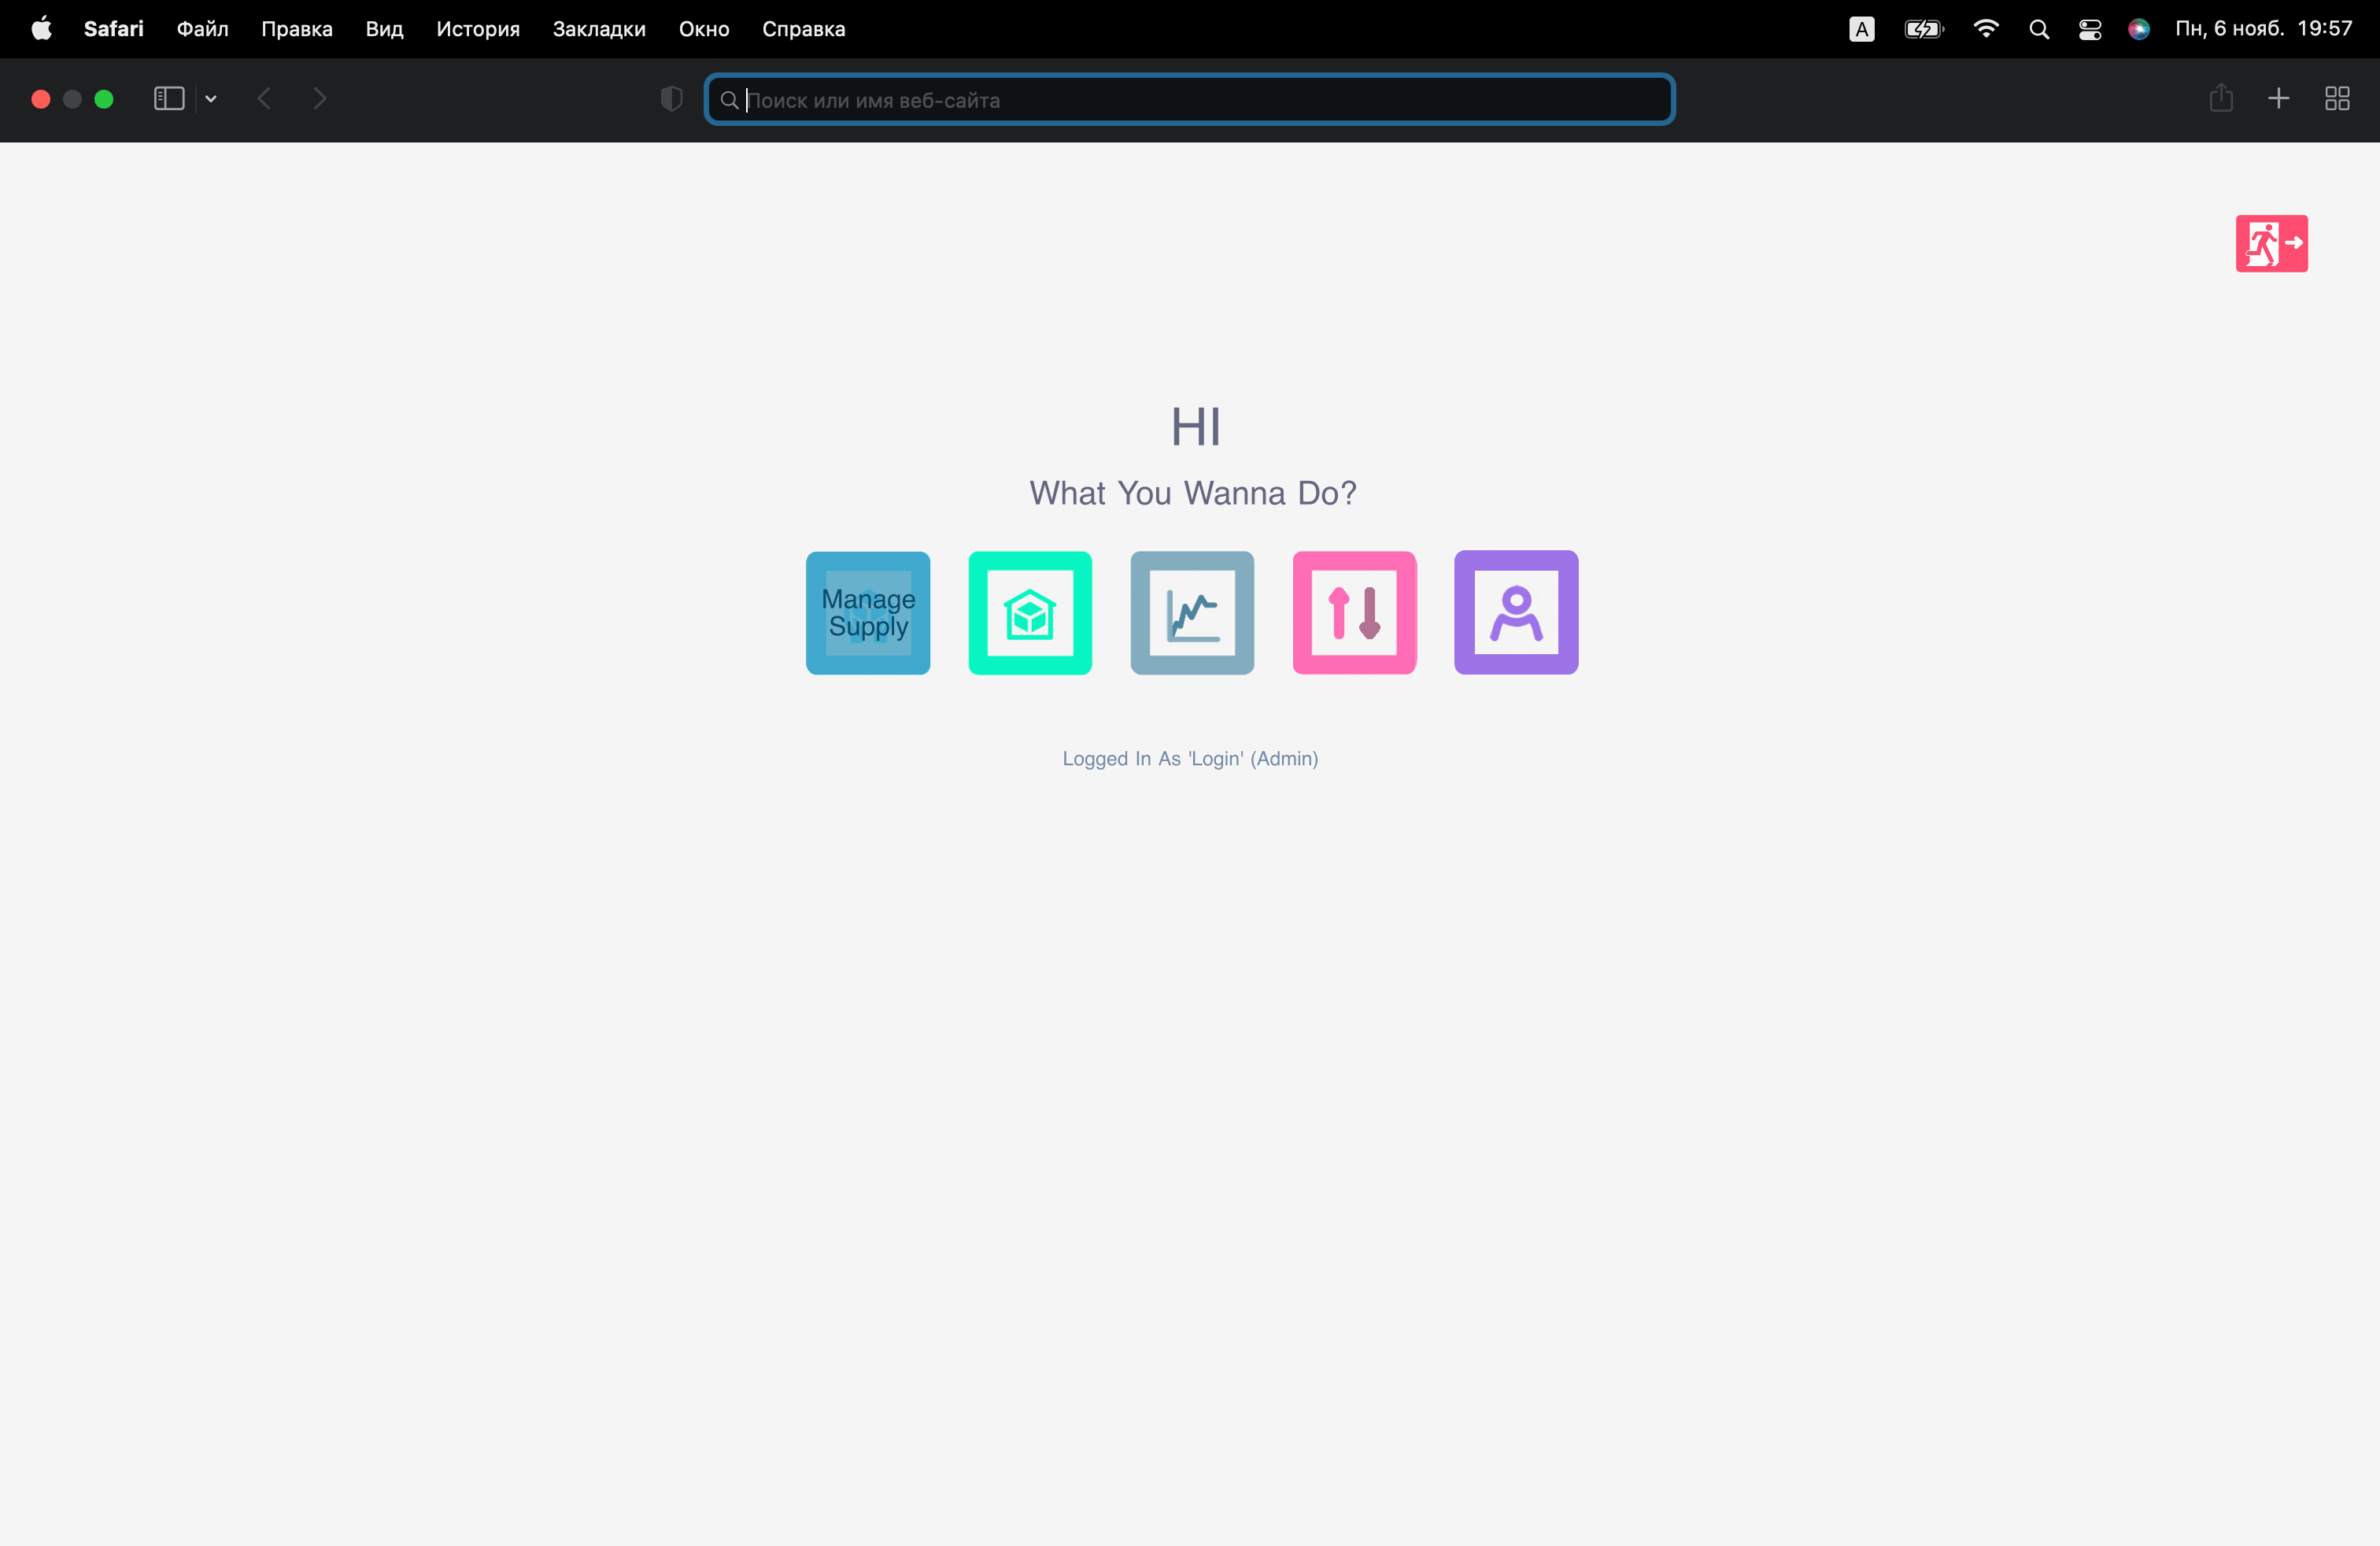 Safari Файл Правка Вид История Закладки Окно Справка A Пн, 6 нояб. 19:57
Поиск или имя веб-сайта
HI
What You Wanna Do?
Manage
Supply
Logged In As 'Login' (Admin)